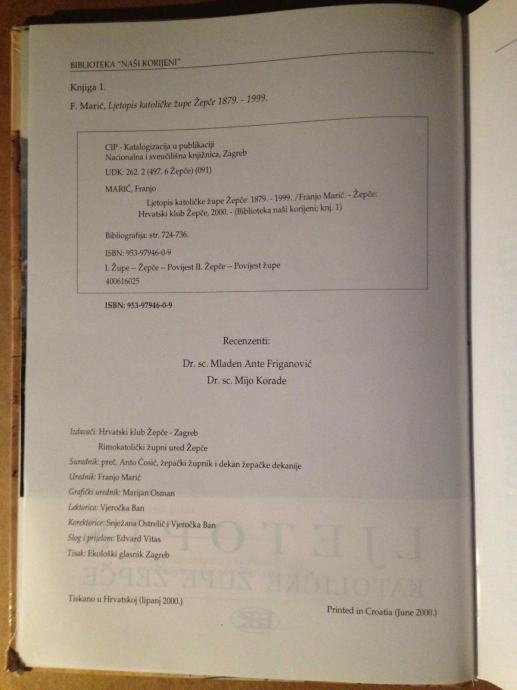 BIBLIOTEKA "NAŠI KORIJENI"
Knjiga 1.
F. Marić, Ljetopis katoličke župe Žepče 1879. - 1999.
CIP - Katalogizacija u publikaciji
Nacionalna i sveučilišna knjižnica, Zagreb
UDK: 262. 2 (497. 6 Žepče) (091)
MARIĆ, Franjo
Ljetopis katoličke župe Žepče: 1879. - 1999. /Franjo Marić. - Žepče:
Hrvatski klub Žepče, 2000. - (Biblioteka naši korijeni; knj. 1)
Bibliografija: str. 724-736.
ISBN: 953-97946-0-9
I. Župe – Žepče – Povijest II. Žepče – Povijest župe
400616025
ISBN: 953-97946-0-9
Recenzenti:
Dr. sc. Mladen Ante Friganović
Dr. sc. Mijo Korade
Izdavači: Hrvatski klub Žepče - Zagreb
Rimokatolički župni ured Žepče
Suradnik: preč. Anto Ćosić, žepački župnik i dekan žepačke dekanije
Urednik: Franjo Marić
Grafički urednik: Marijan Osman
Lektorica: Vjeročka Ban
Korektorice: Snježana Ostrelič i Vjeročka Ban
Slog i prijelom: Edvard Vitas
Tisak: Ekološki glasnik Zagreb
LJETOP
KATOLIČKE ŽUPE ŽEPČE
Tiskano u Hrvatskoj (lipanj 2000.)
Printed in Croatia (June 2000.)